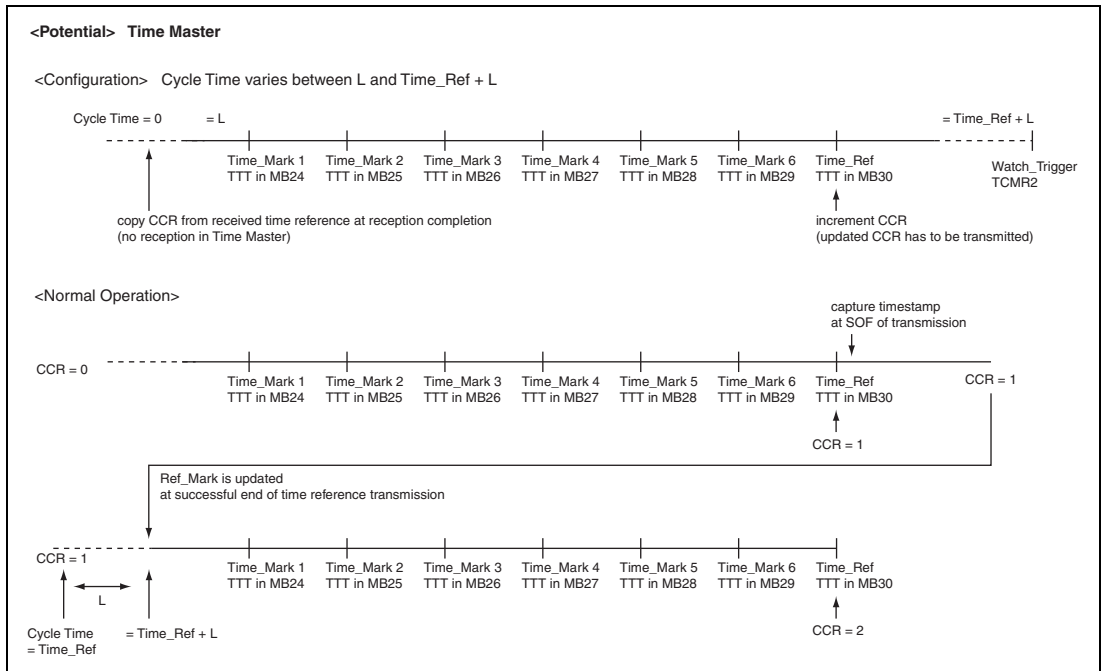 <Potential> Time Master
<Configuration> Cycle Time varies between L and Time_Ref + L
Cycle Time = 0
= L
= Time_Ref + L
Time_Mark 1
TTT in MB24
Time_Mark 2
TTT in MB25
Time_Mark 3
TTT in MB26
Time_Mark 4
TTT in MB27
Time_Mark 5
TTT in MB28
Time_Mark 6
TTT in MB29
Time_Ref
TTT in MB30
Watch_Trigger
TCMR2
copy CCR from received time reference at reception completion
(no reception in Time Master)
increment CCR
(updated CCR has to be transmitted)
<Normal Operation>
capture timestamp
at SOF of transmission
CCR = 0
Time_Mark 1
TTT in MB24
Time_Mark 2
TTT in MB25
Time_Mark 3
TTT in MB26
Time_Mark 4
TTT in MB27
Time_Mark 5
TTT in MB28
Time_Mark 6
TTT in MB29
Time_Ref
TTT in MB30
CCR = 1
CCR = 1
Ref_Mark is updated
at successful end of time reference transmission
CCR = 1
Time_Mark 1
TTT in MB24
Time_Mark 2
TTT in MB25
Time_Mark 3
TTT in MB26
Time_Mark 4
TTT in MB27
Time_Mark 5
TTT in MB28
Time_Mark 6
TTT in MB29
Time_Ref
TTT in MB30
L
Cycle Time
= Time_Ref
= Time_Ref + L
CCR = 2